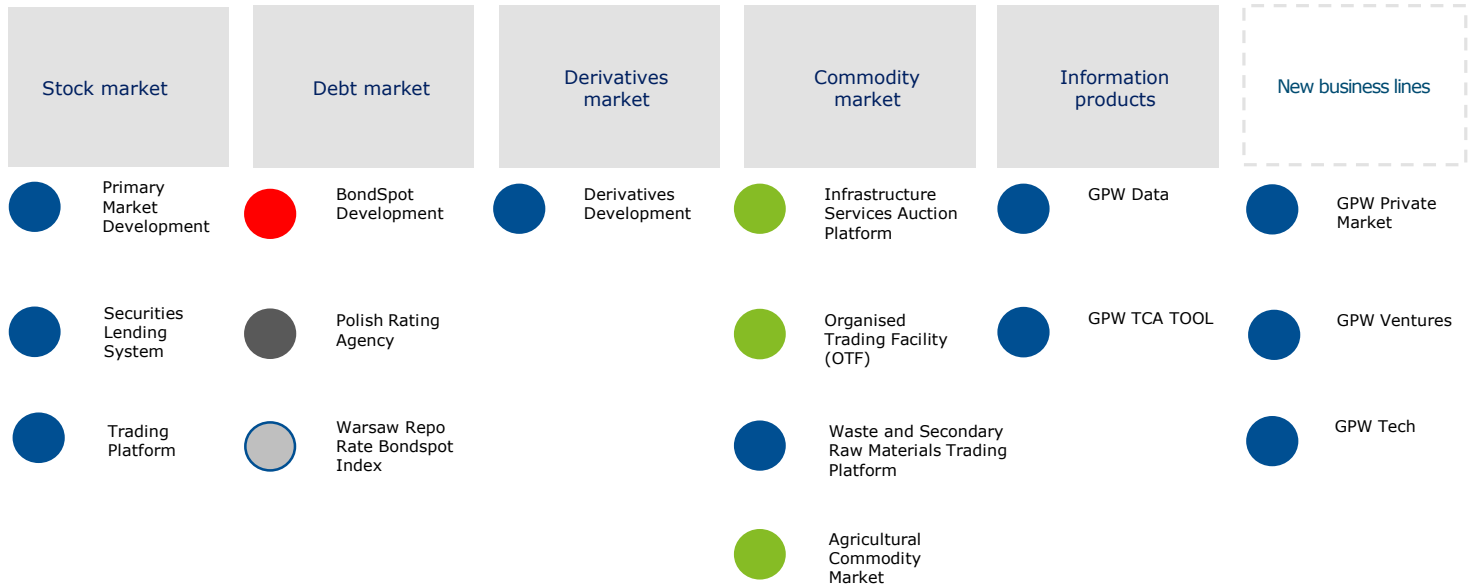 Stock market
Debt market
Derivatives
market
Commodity
market
Information
products
New business lines
Primary
Market
Development
Securities
Lending
System
Trading
Platform
BondSpot
Development
Polish Rating
Agency
Warsaw Repo
Rate Bondspot
Index
Derivatives
Development
Infrastructure
Services Auction
Platform
Organised
Trading Facility
(OTF)
Waste and Secondary
Raw Materials Trading
Platform
Agricultural
Commodity
Market
GPW Data
GPW TCA TOOL
GPW Private
Market
GPW Ventures
GPW Tech